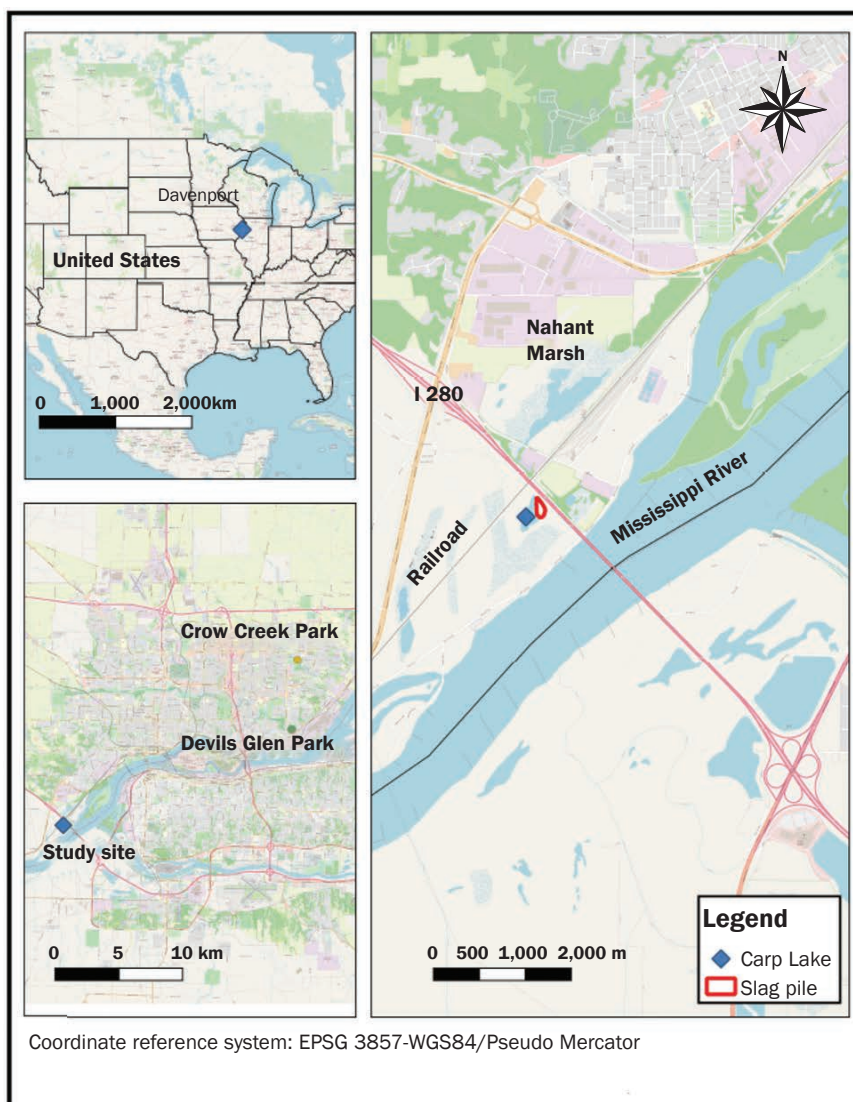 Davenport
United States
0 1,000 2,000km
Crow Creek Park
Devils Glen Park
Study site
0 5 10 km
N
Nahant
Marsh
I 280
Mississippi River
Railroad
0 500 1,000 2,000 m
Legend
Carp Lake
Slag pile
Coordinate reference system: EPSG 3857-WGS84/Pseudo Mercator